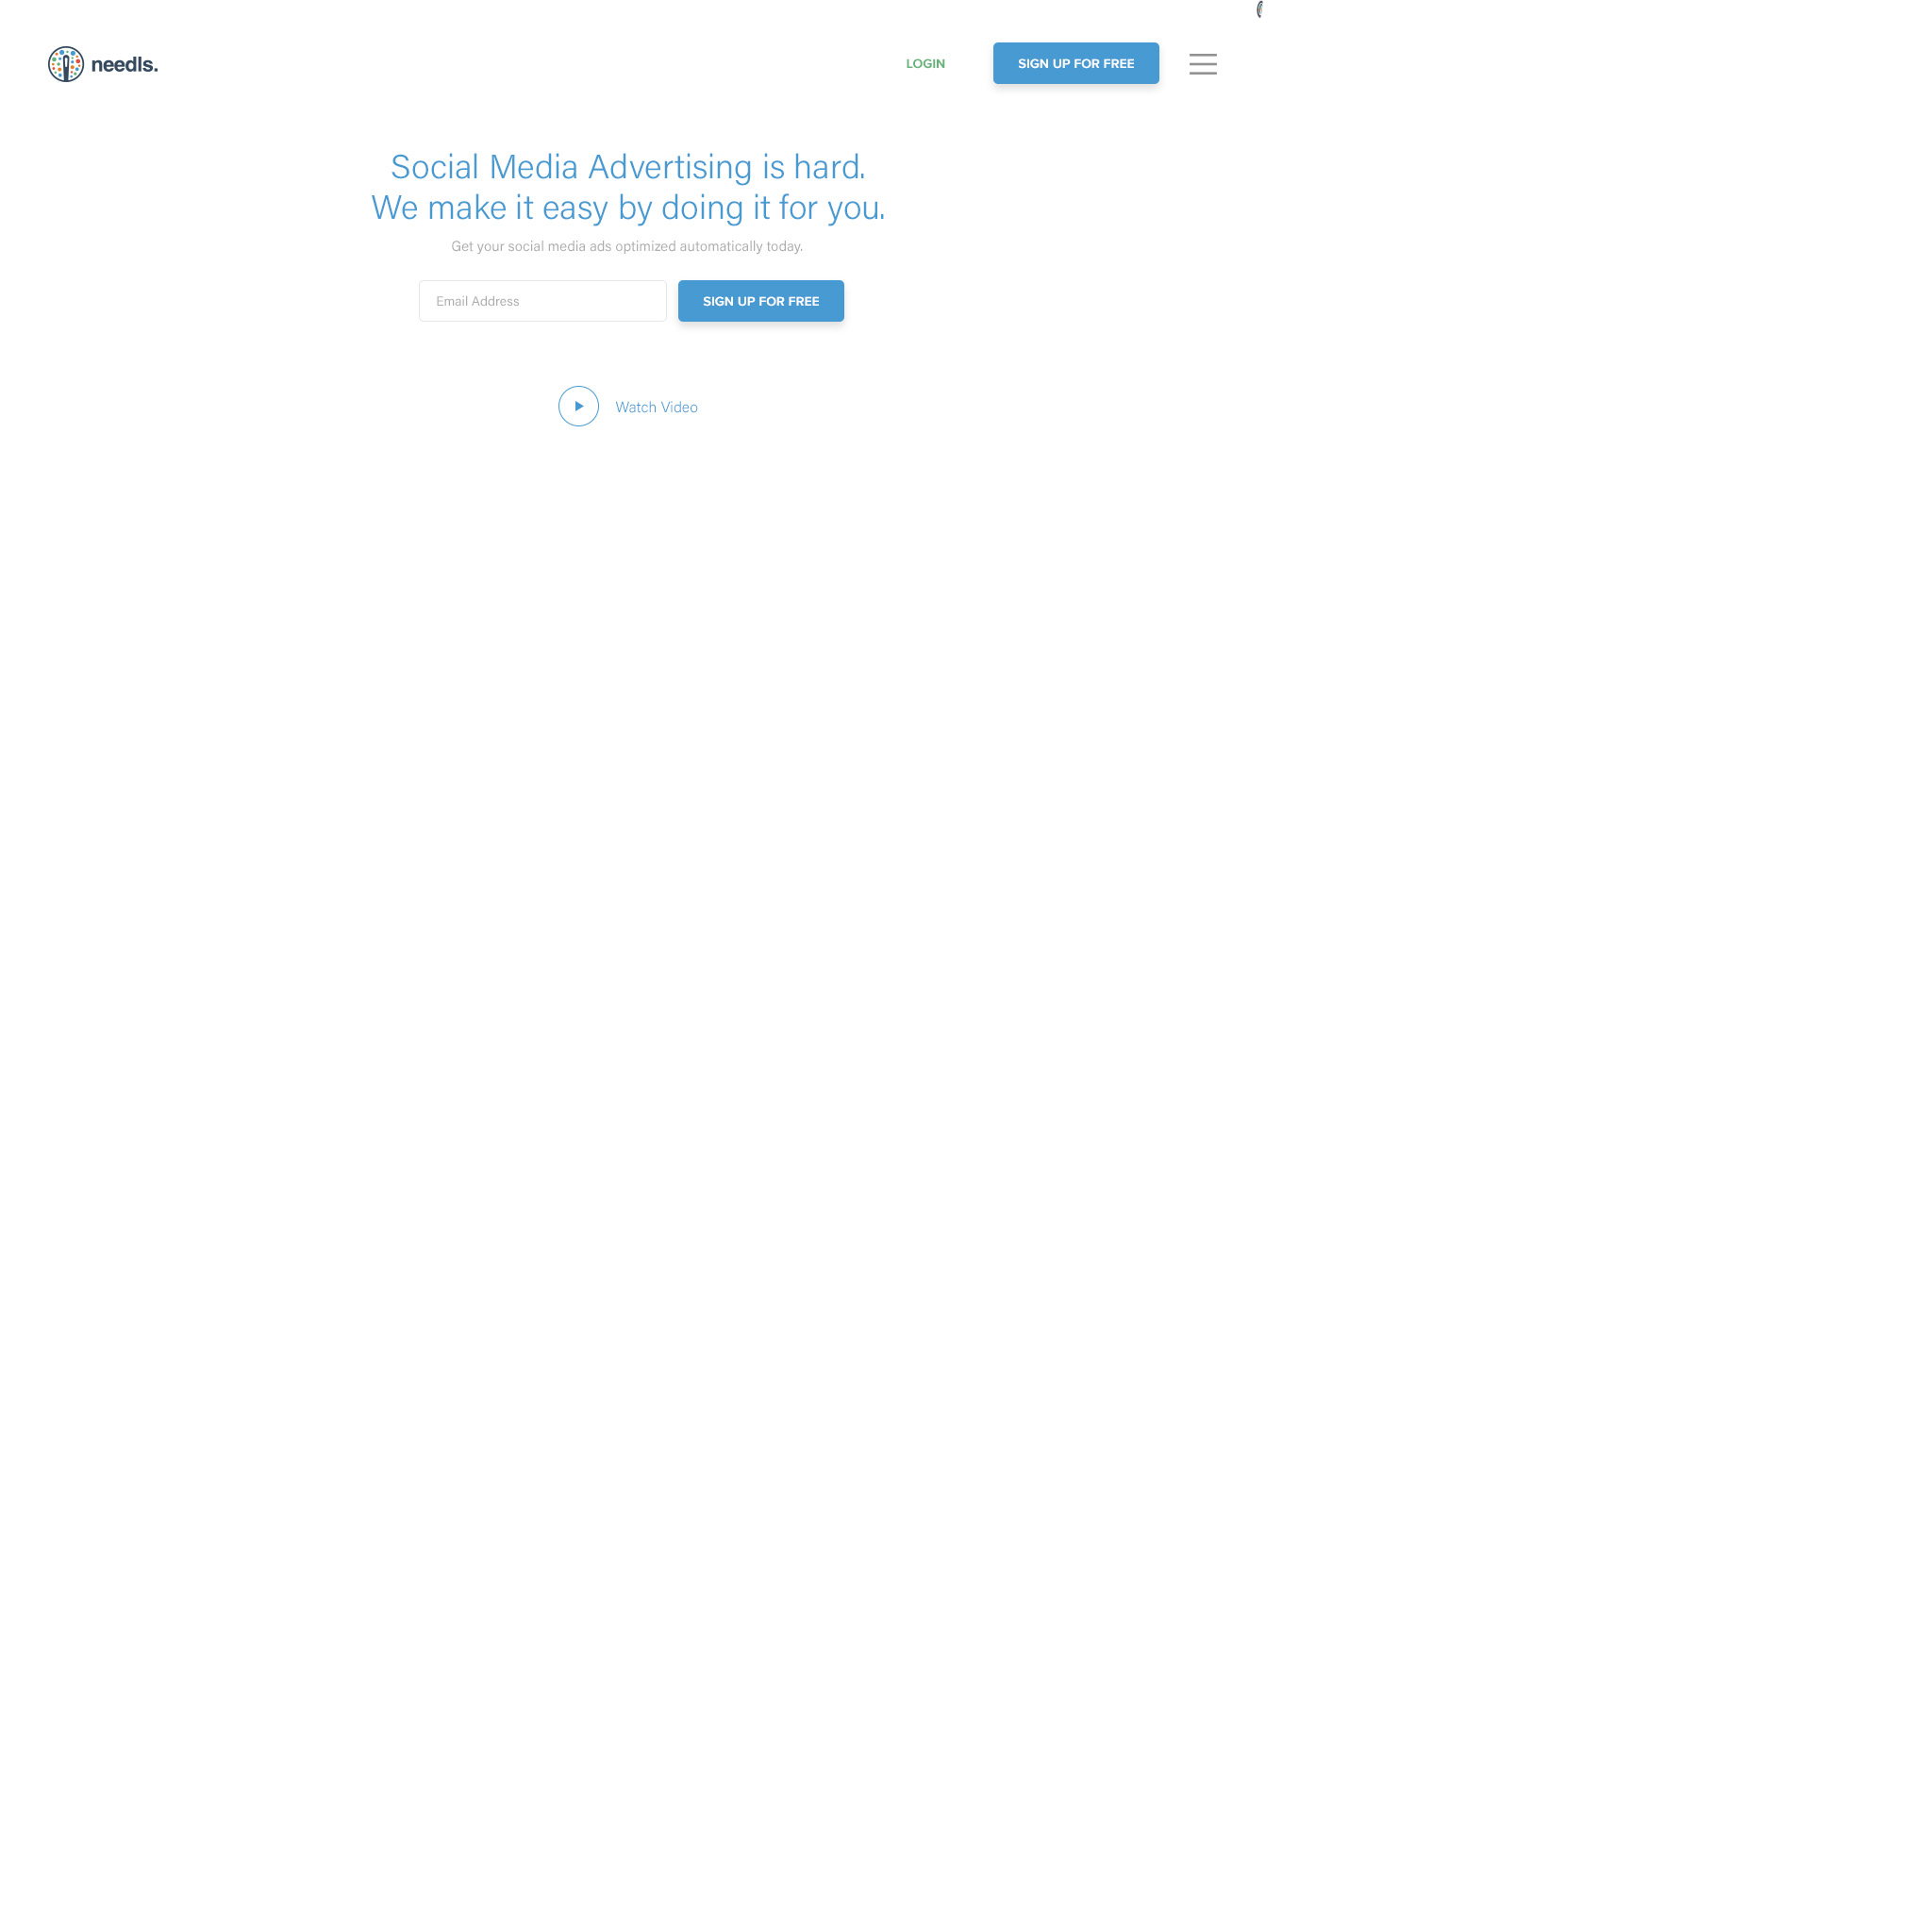 needls.
LOGIN
SIGN UP FOR FREE
Social Media Advertising is hard.
We make it easy by doing it for you.
Get your social media ads optimized automatically today.
Email Address
SIGN UP FOR FREE
Watch Video